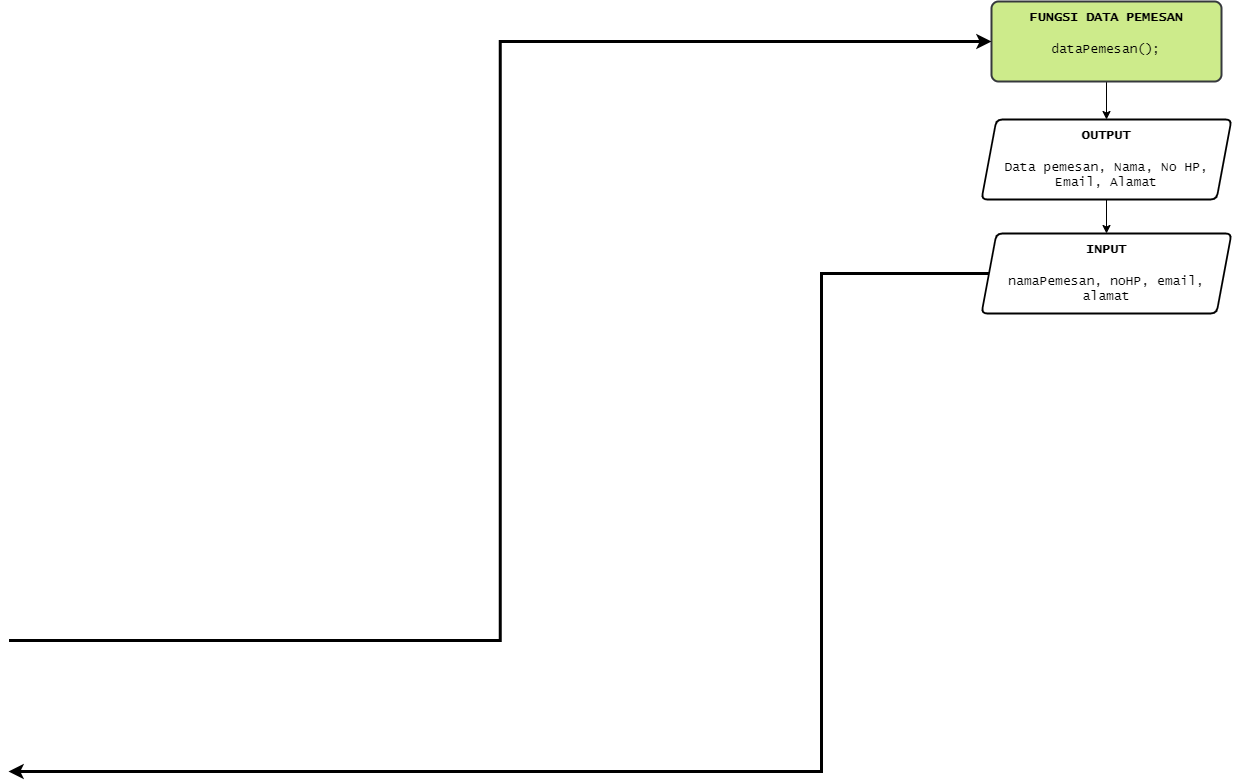 FUNGSI DATA PEMESAN
dataPemesan();
OUTPUT
Data pemesan, Nama, No HP,
Email, Alamat
INPUT
namaPemesan, noHP, email,
alamat